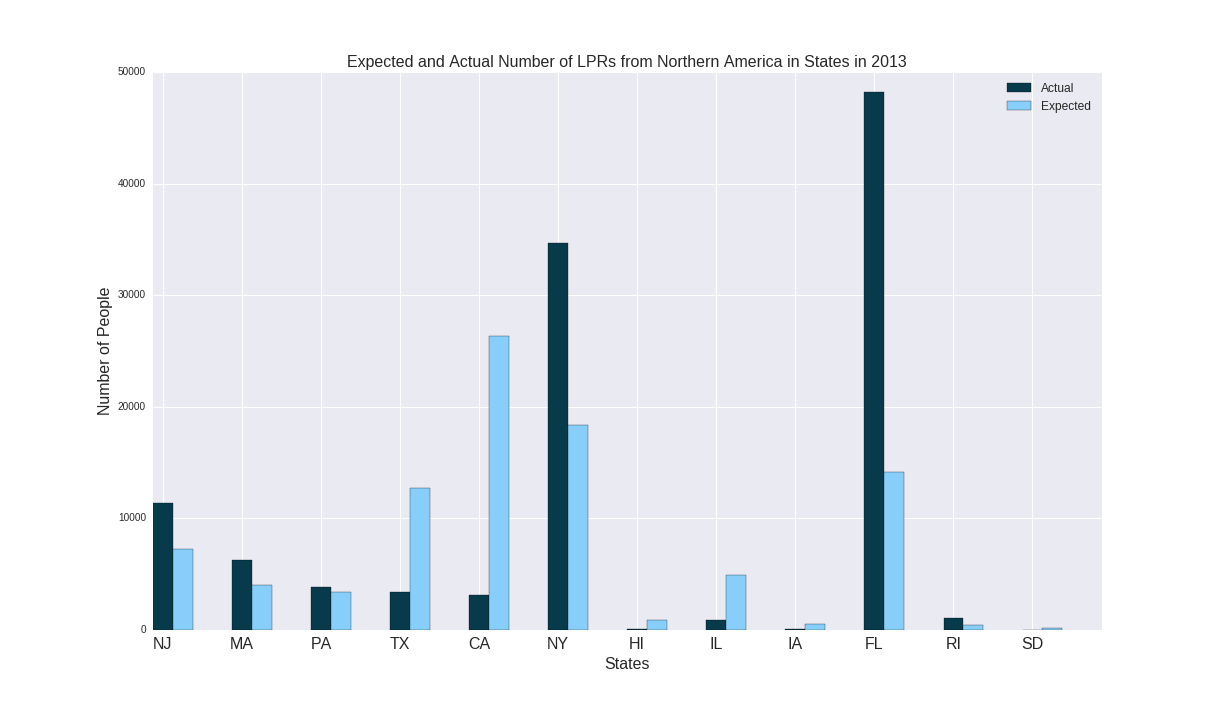 Expected and Actual Number of LPRs from Northern America in States in 2013
Actual
Expected
Number of People
50000
40000
30000
20000
10000
0
NJ MA PA TX CA NY HI IL IA FL RI SD
States